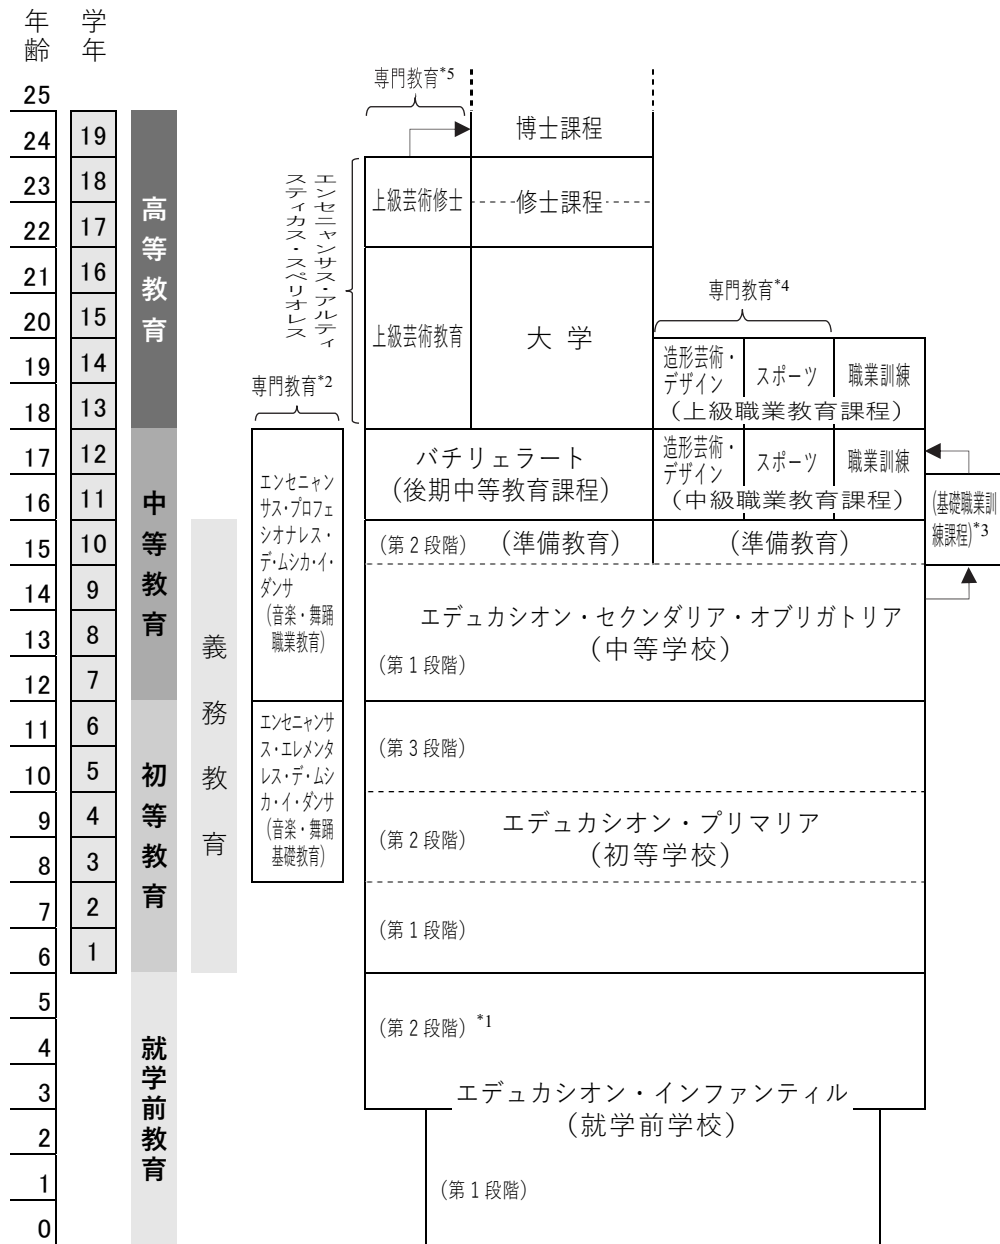 年齢
学年
25
24
23
22
21
20
19
18
17
16
15
14
13
12
11
10
9
8
7
6
5
4
3
2
1
0
19
18
17
16
15
14
13
12
11
10
9
8
7
6
5
4
3
2
1
高等教育
中等教育
初等教育
就学前教育
義務教育
専門教育*5
博士課程
エンセニャンサス・アルティ
スティカス・スペリオレス
上級芸術修士
修士課程
上級芸術教育
大 学
専門教育*4
造形芸術・
デザイン
スポーツ
職業訓練
(上級職業教育課程)
専門教育*2
エンセニャン
サス・プロフェ
シオナレス・
デ・ムシカ・イ・
ダンサ
(音楽・舞踊
職業教育)
バチリェラート
(後期中等教育課程)
造形芸術・
デザイン
スポーツ
職業訓練
(中級職業教育課程)
(基礎職業訓
練課程)*3
(第2段階)
(準備教育)
(準備教育)
エデュカシオン・セクンダリア・オブリガトリア
(中等学校)
(第1段階)
エンセニャンサ
ス・エレメンタ
レス・デ・ムシ
カ・イ・ダンサ
(音楽・舞踊
基礎教育)
(第3段階)
エデュカシオン・プリマリア
(第2段階)
(初等学校)
(第1段階)
(第2段階) *1
エデュカシオン・インファンティル
(就学前学校)
(第1段階)